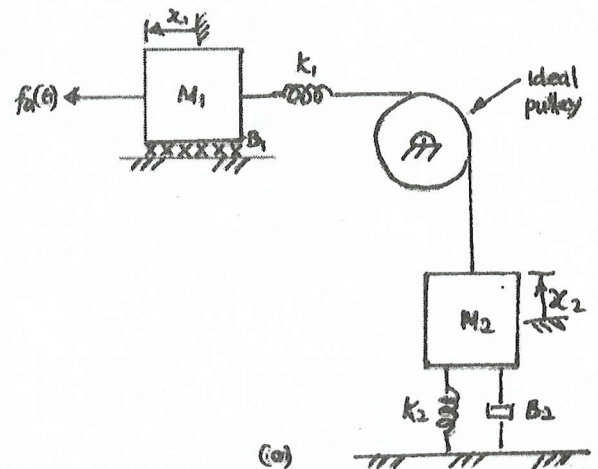 x₁
K₁
fa(t)
M₁
B₁
Ideal
pulley
M₂
x₂
K₂
B₂
(a)